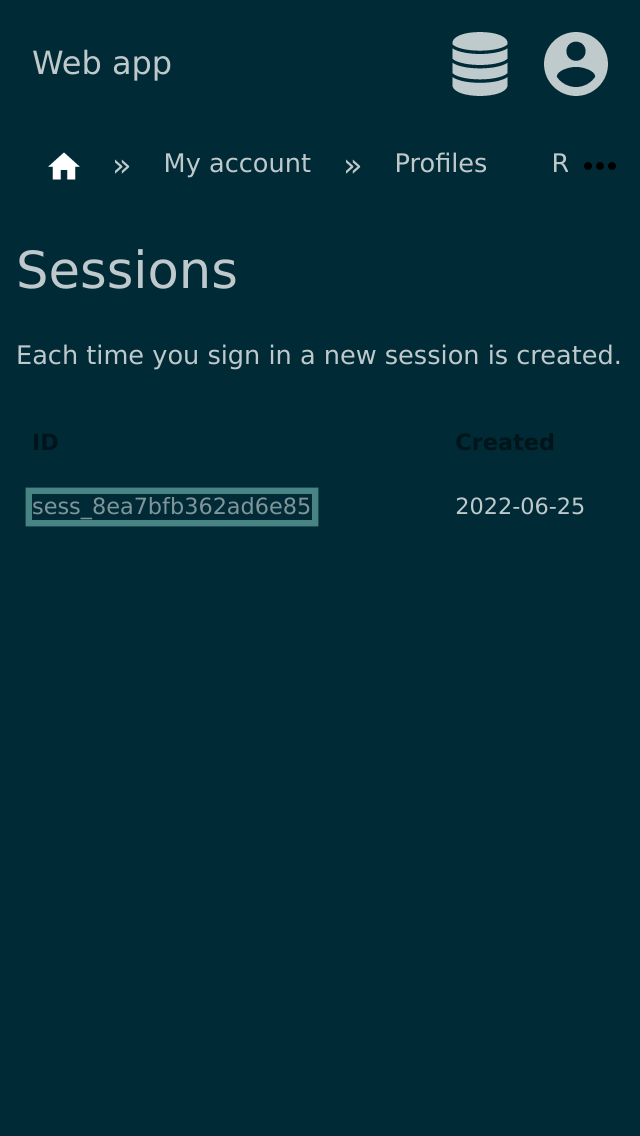 Web app
» My account » Profiles R •••
Sessions
Each time you sign in a new session is created.
ID Created
sess_8ea7bfb362ad6e85 2022-06-25